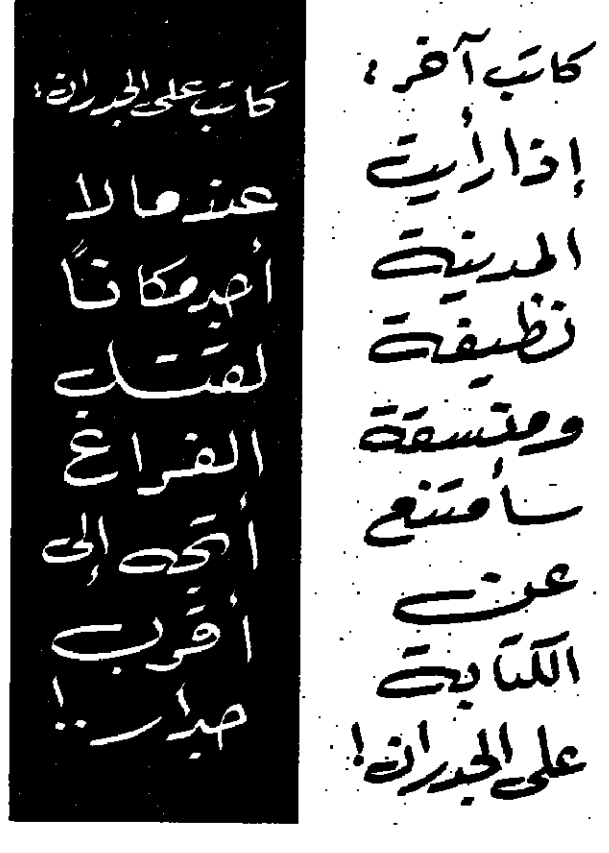 كاتب آخر :
إذا رأيت
المدينة
نظيفة
ومتسقة
سأمتنع
عن
الكتابة
على الجدران !
كاتب على الجدران :
عندما لا
أجد مكاناً
لقتل
الفراغ
أتجه إلى
أقرب
جدار ..!